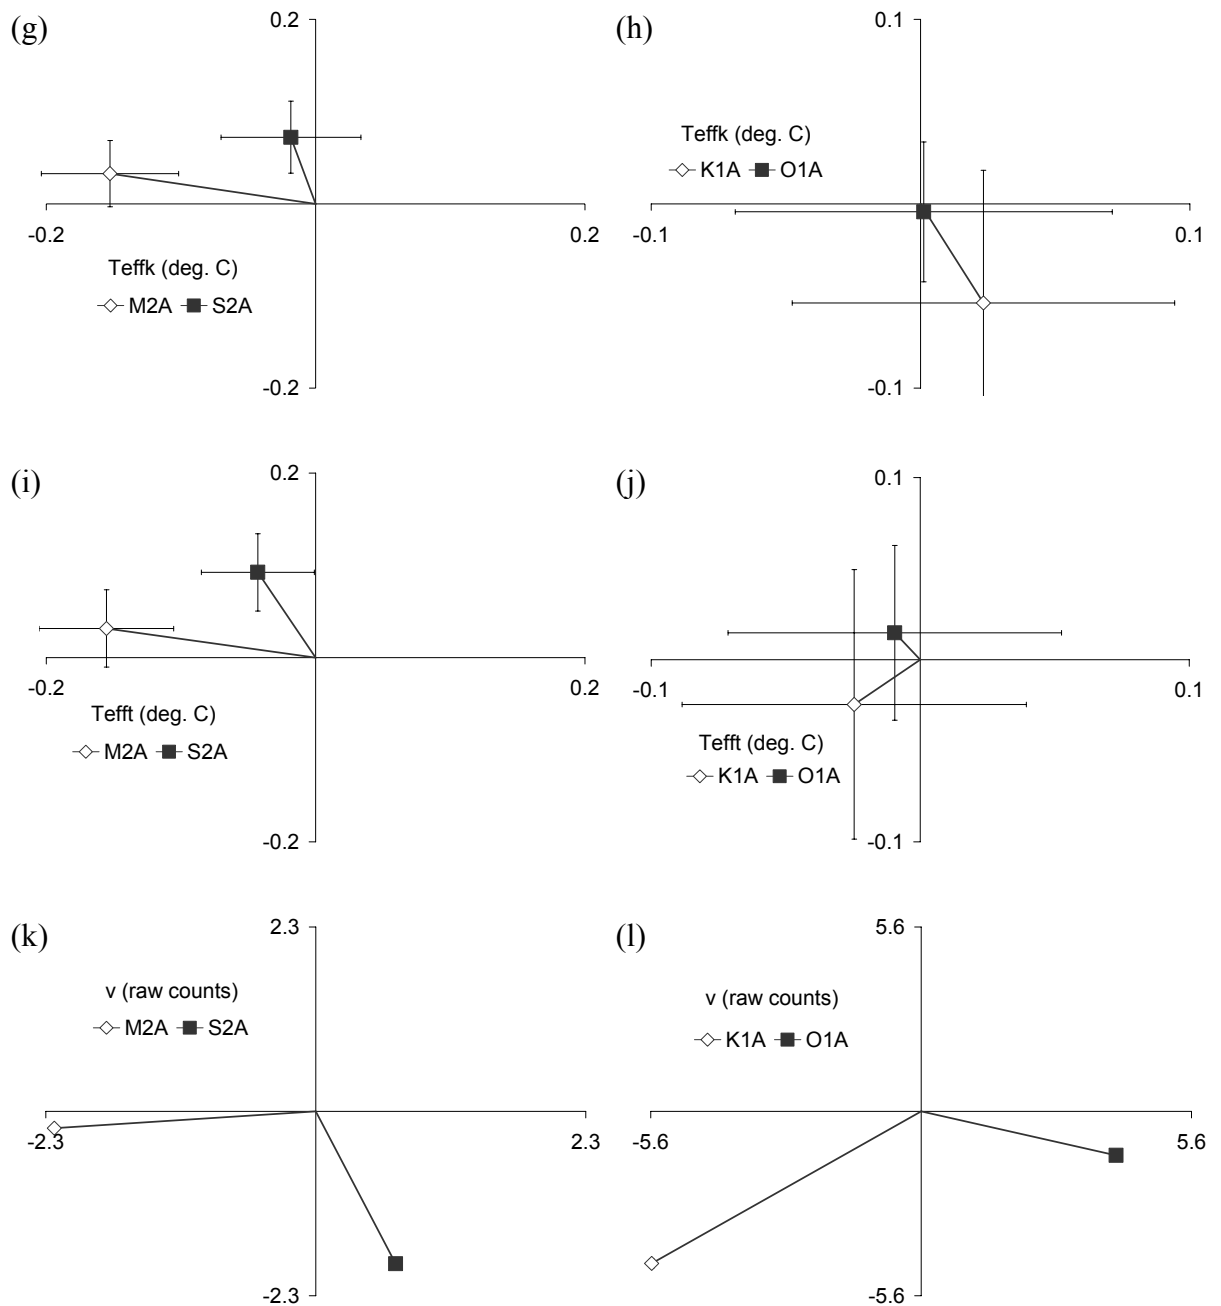 (g)
0.2
-0.2
0.2
Teffk (deg. C)
M2A S2A
-0.2
(h)
0.1
Teffk (deg. C)
K1A O1A
-0.1
0.1
-0.1
(i)
0.2
-0.2
0.2
Tefft (deg. C)
M2A S2A
-0.2
(j)
0.1
-0.1
0.1
Tefft (deg. C)
K1A O1A
-0.1
(k)
2.3
v (raw counts)
M2A S2A
-2.3
2.3
-2.3
(l)
5.6
v (raw counts)
K1A O1A
-5.6
5.6
-5.6